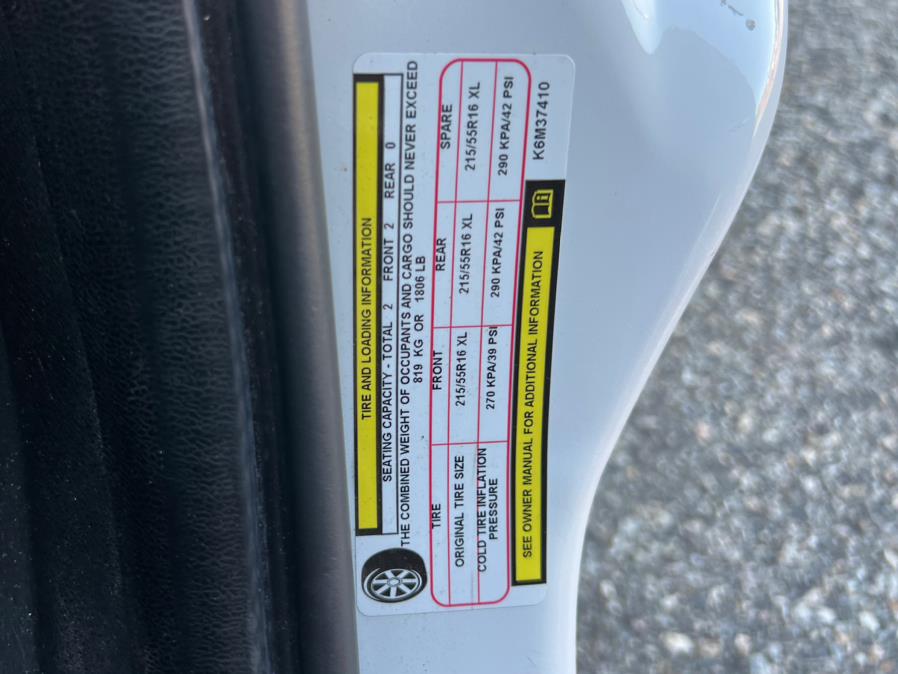 TIRE AND LOADING INFORMATION
SEATING CAPACITY - TOTAL 2 FRONT 2 REAR 0
THE COMBINED WEIGHT OF OCCUPANTS AND CARGO SHOULD NEVER EXCEED
819 KG OR 1806 LB
TIRE FRONT REAR SPARE
ORIGINAL TIRE SIZE 215/55R16 XL 215/55R16 XL 215/55R16 XL
COLD TIRE INFLATION
PRESSURE 270 KPA/39 PSI 290 KPA/42 PSI 290 KPA/42 PSI
SEE OWNER MANUAL FOR ADDITIONAL INFORMATION
K6M37410